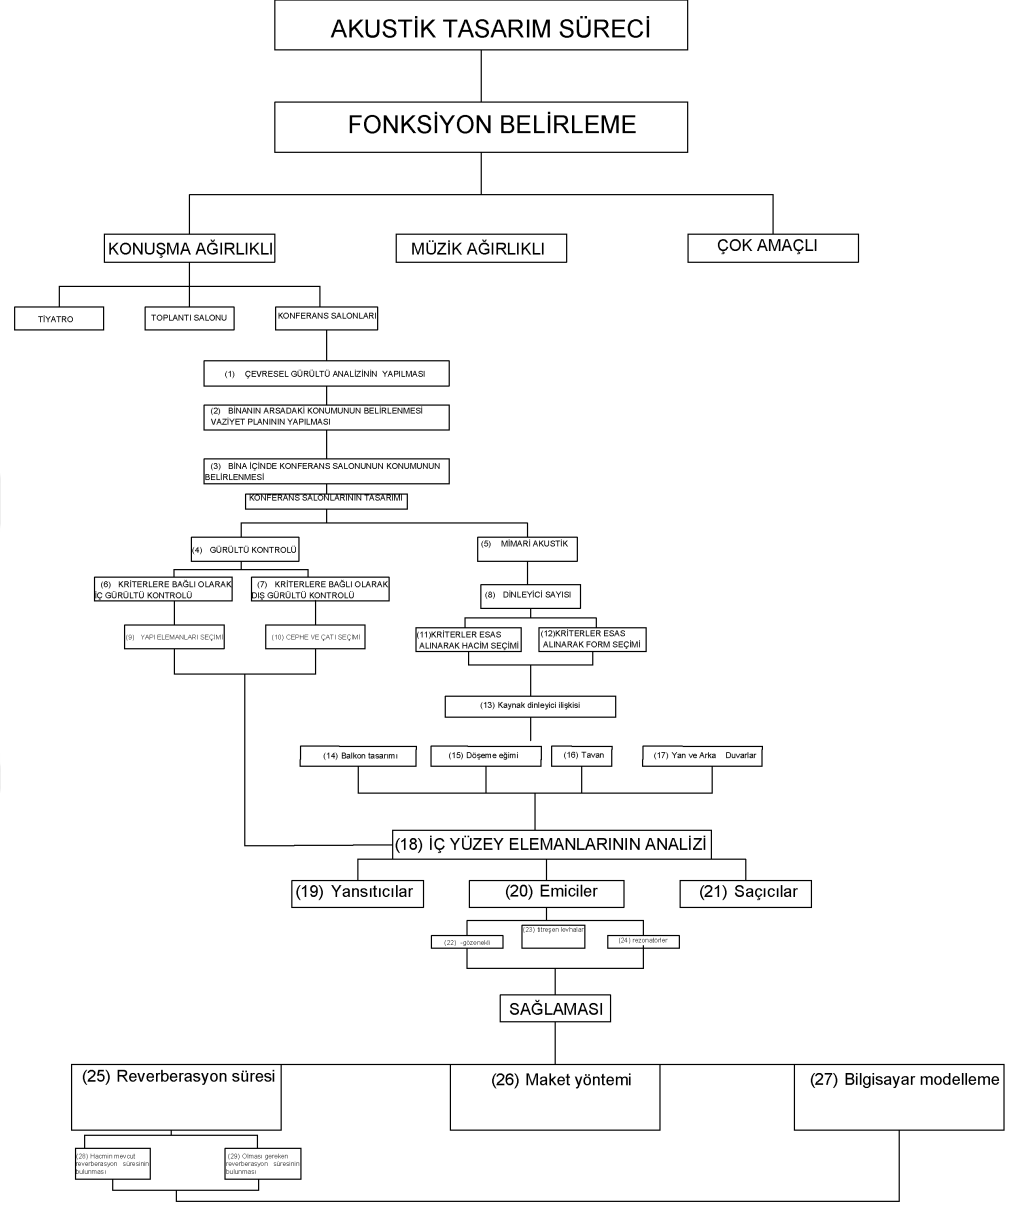 AKUSTİK TASARIM SÜRECİ
FONKSİYON BELİRLEME
KONUŞMA AĞIRLIKLI
MÜZİK AĞIRLIKLI
ÇOK AMAÇLI
TİYATRO
TOPLANTI SALONU
KONFERANS SALONLARI
(1) ÇEVRESEL GÜRÜLTÜ ANALİZİNİN YAPILMASI
(2) BİNANIN ARSADAKİ KONUMUNUN BELİRLENMESİ
VAZİYET PLANININ YAPILMASI
(3) BİNA İÇİNDE KONFERANS SALONUNUN KONUMUNUN
BELİRLENMESİ
KONFERANS SALONLARININ TASARIMI
(4) GÜRÜLTÜ KONTROLÜ
(5) MİMARİ AKUSTİK
(6) KRİTERLERE BAĞLI OLARAK
İÇ GÜRÜLTÜ KONTROLÜ
(7) KRİTERLERE BAĞLI OLARAK
DIŞ GÜRÜLTÜ KONTROLÜ
(8) DİNLEYİCİ SAYISI
(9) YAPI ELEMANLARI SEÇİMİ
(10) CEPHE VE ÇATI SEÇİMİ
(11)KRİTERLER ESAS
ALINARAK HACİM SEÇİMİ
(12)KRİTERLER ESAS
ALINARAK FORM SEÇİMİ
(13) Kaynak dinleyici ilişkisi
(14) Balkon tasarımı
(15) Döşeme eğimi
(16) Tavan
(17) Yan ve Arka Duvarlar
(18) İÇ YÜZEY ELEMANLARININ ANALİZİ
(19) Yansıtıcılar
(20) Emiciler
(21) Saçıcılar
(22) -gözenekli
(23) titreşen levhalar
(24) rezonatörler
SAĞLAMASI
(25) Reverberasyon süresi
(26) Maket yöntemi
(27) Bilgisayar modelleme
(28) Hacmin mevcut
reverberasyon süresinin
bulunması
(29) Olması gereken
reverberasyon süresinin
bulunması